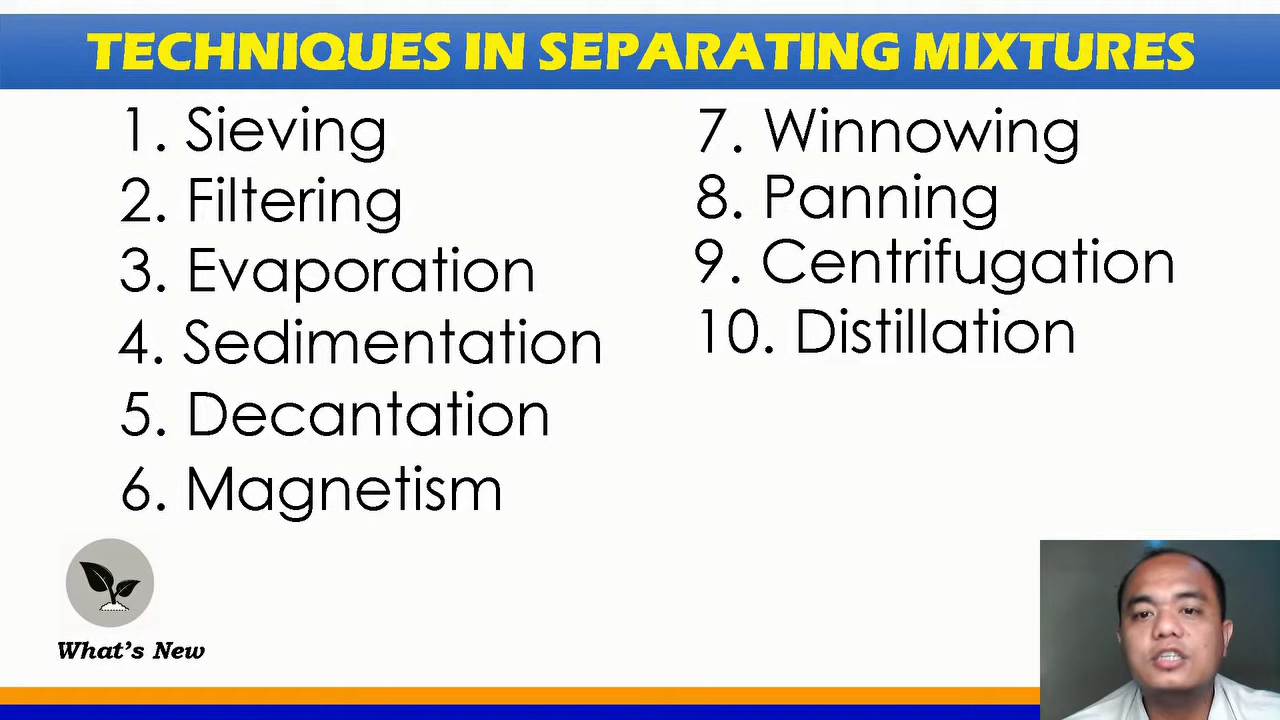 TECHNIQUES IN SEPARATING MIXTURES
1. Sieving
2. Filtering
3. Evaporation
4. Sedimentation
5. Decantation
6. Magnetism
7. Winnowing
8. Panning
9. Centrifugation
10. Distillation
What's New